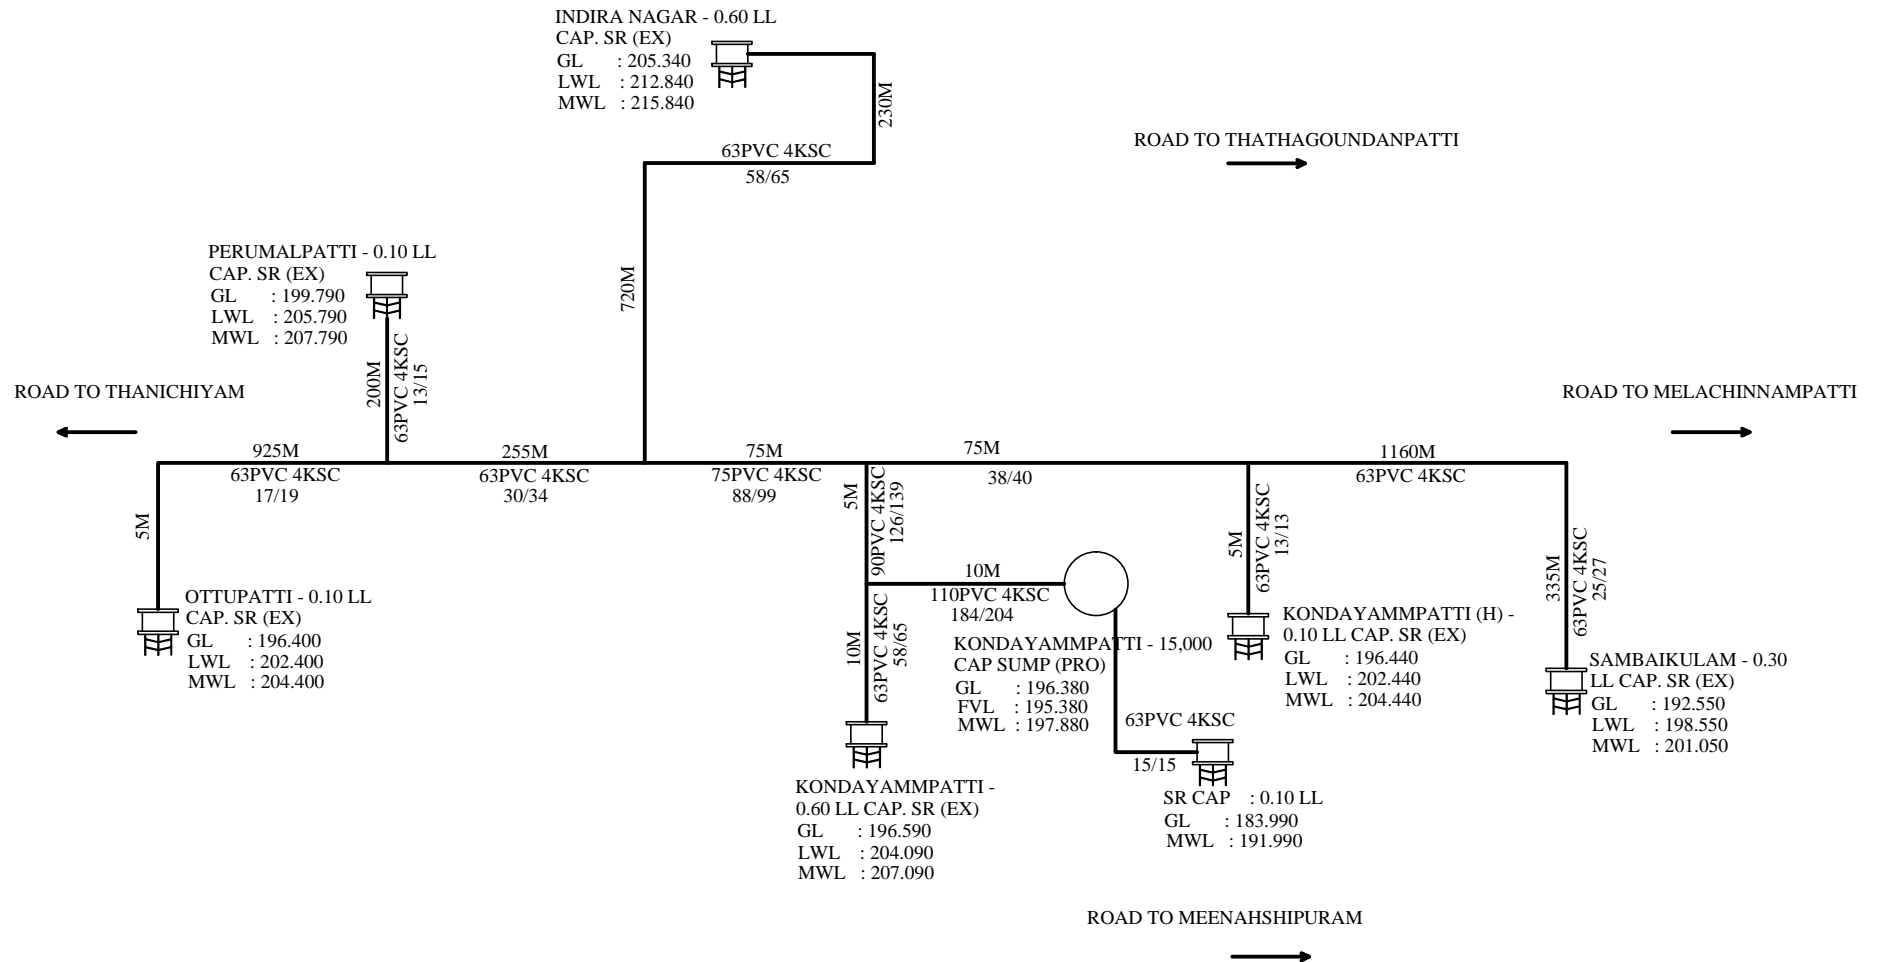 INDIRA NAGAR - 0.60 LL
CAP. SR (EX)
GL : 205.340
LWL : 212.840
MWL : 215.840
230M
63PVC 4KSC
58/65
ROAD TO THATHAGOUNDANPATTI
720M
PERUMALPATTI - 0.10 LL
CAP. SR (EX)
GL : 199.790
LWL : 205.790
MWL : 207.790
200M
63PVC 4KSC
13/15
ROAD TO THANICHIYAM
ROAD TO MELACHINNAMPATTI
925M
63PVC 4KSC
17/19
255M
63PVC 4KSC
30/34
75M
75PVC 4KSC
88/99
75M
38/40
1160M
63PVC 4KSC
5M
5M
90PVC 4KSC
126/139
5M
63PVC 4KSC
13/13
335M
63PVC 4KSC
25/27
10M
110PVC 4KSC
184/204
OTTUPATTI - 0.10 LL
CAP. SR (EX)
GL : 196.400
LWL : 202.400
MWL : 204.400
10M
63PVC 4KSC
58/65
KONDAYAMMPATTI - 15,000
CAP SUMP (PRO)
GL : 196.380
FVL : 195.380
MWL : 197.880
KONDAYAMMPATTI (H) -
0.10 LL CAP. SR (EX)
GL : 196.440
LWL : 202.440
MWL : 204.440
SAMBAIKULAM - 0.30
LL CAP. SR (EX)
GL : 192.550
LWL : 198.550
MWL : 201.050
63PVC 4KSC
15/15
KONDAYAMMPATTI -
0.60 LL CAP. SR (EX)
GL : 196.590
LWL : 204.090
MWL : 207.090
SR CAP : 0.10 LL
GL : 183.990
MWL : 191.990
ROAD TO MEENAHSHIPURAM